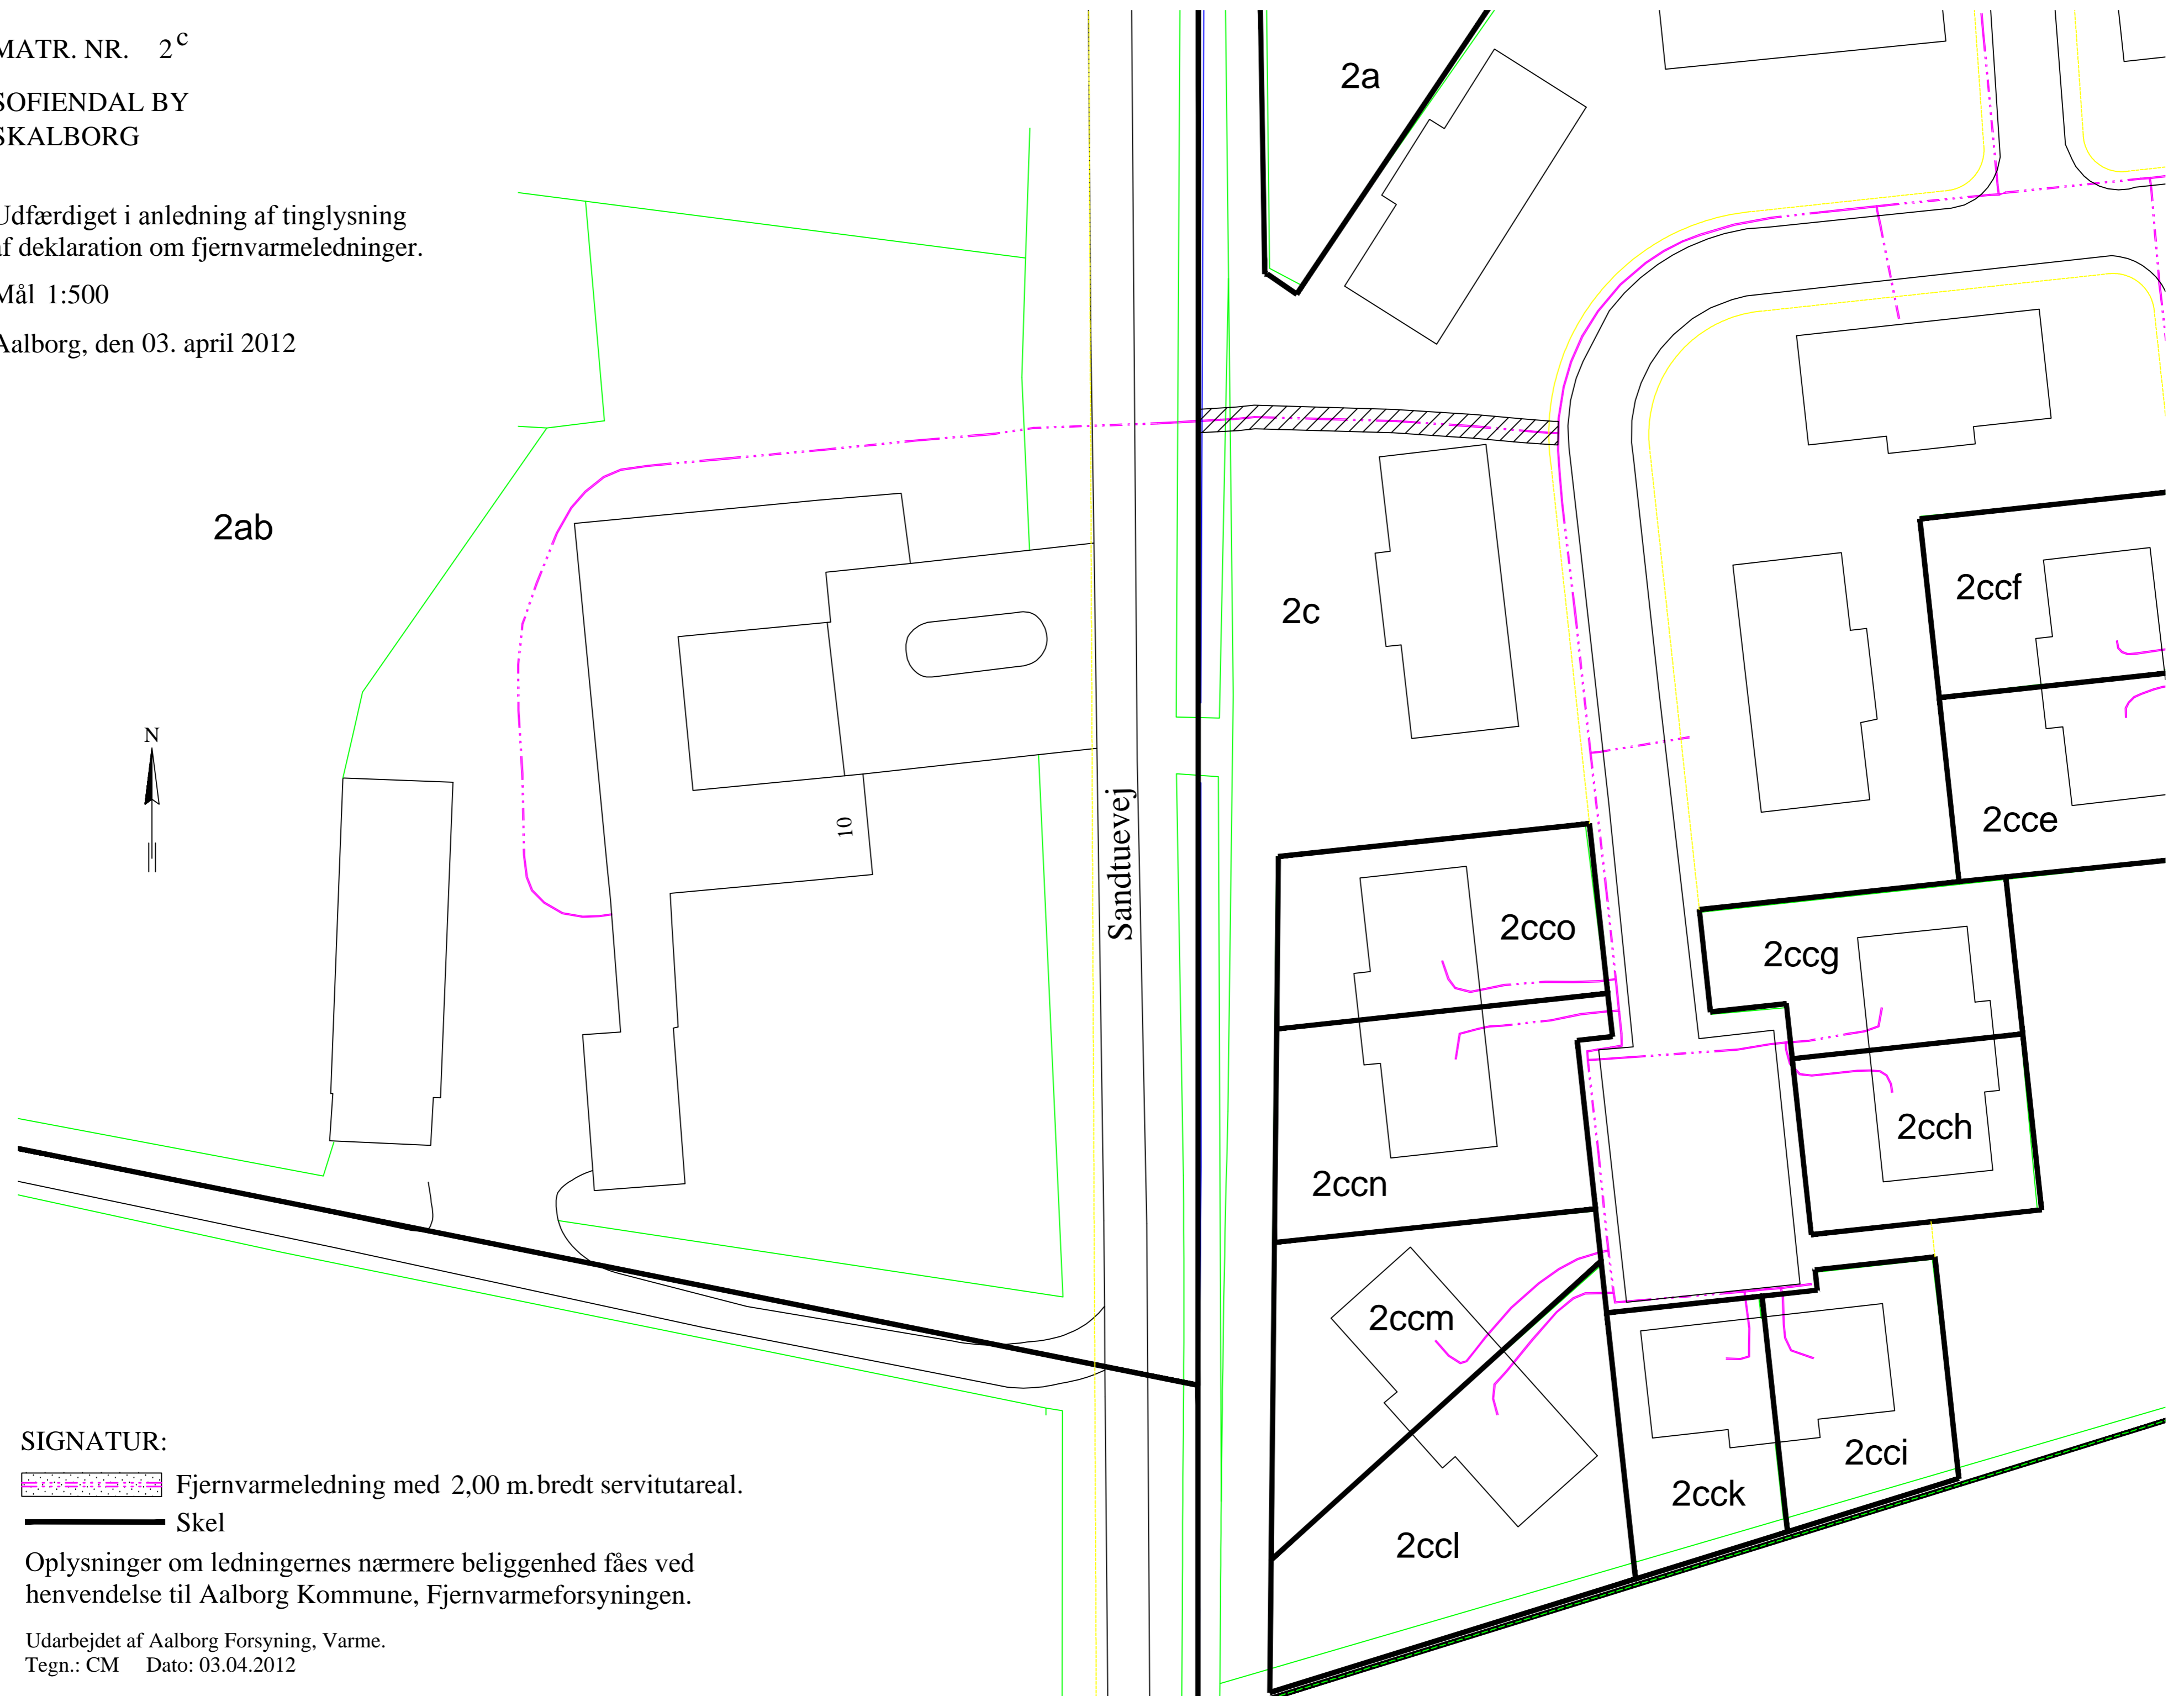 MATR. NR. 2c
SOFIENDAL BY
SKALBORG
Udfærdiget i anledning af tinglysning
af deklaration om fjernvarmeledninger.
Mål 1:500
Aalborg, den 03. april 2012
2a
2ab
2c
2ccf
2cce
N
10
Sandtuevej
2cco
2ccg
2cch
2ccn
2ccm
2cci
2cck
2ccl
SIGNATUR:
Fjernvarmeledning med 2,00 m. bredt servitutareal.
Skel
Oplysninger om ledningernes nærmere beliggenhed fåes ved
henvendelse til Aalborg Kommune, Fjernvarmeforsyningen.
Udarbejdet af Aalborg Forsyning, Varme.
Tegn.: CM Dato: 03.04.2012